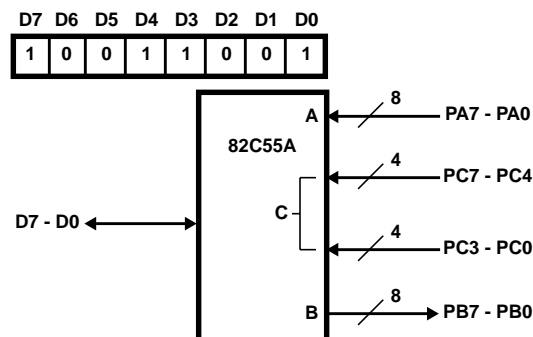 D7 D6 D5 D4 D3 D2 D1 D0
1 0 0 1 1 0 0 1
A 8 PA7 - PA0
82C55A
4 PC7 - PC4
C
D7 - D0
4 PC3 - PC0
B 8 PB7 - PB0